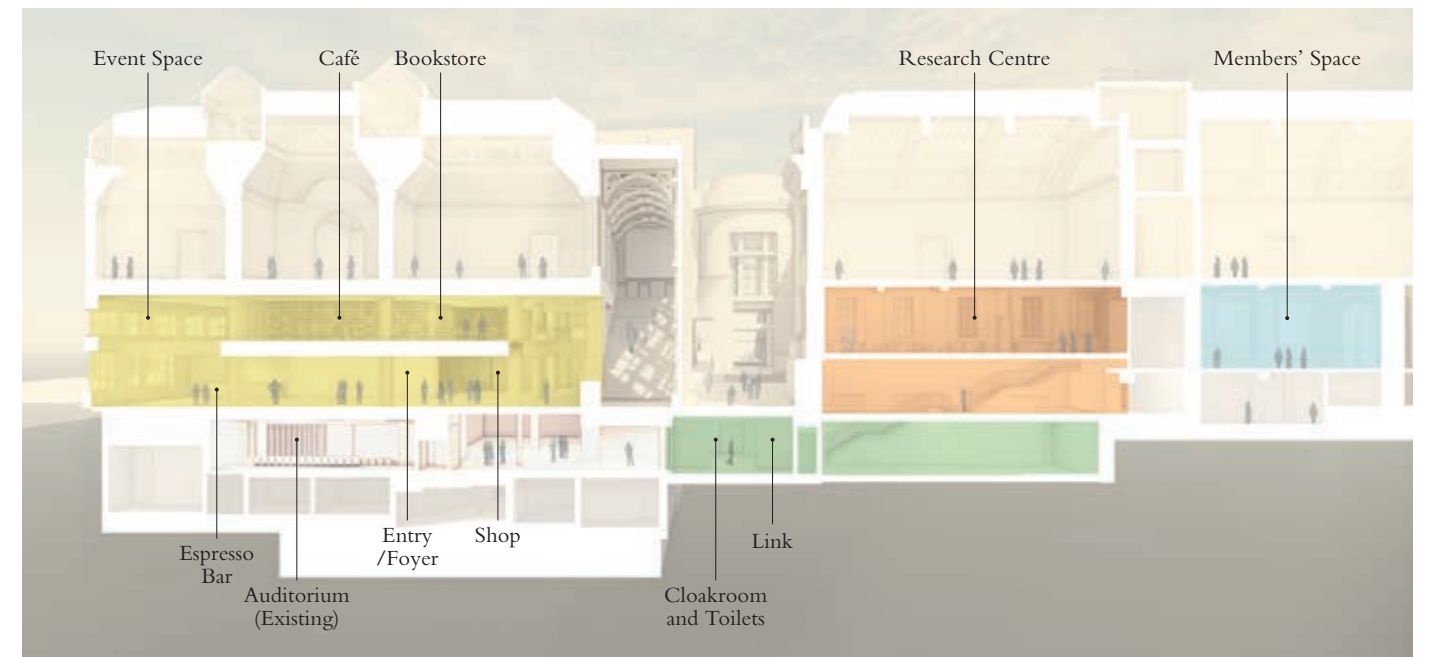 Event Space
Café
Bookstore
Research Centre
Members’ Space
Espresso
Bar
Auditorium
(Existing)
Entry
/Foyer
Shop
Cloakroom
and Toilets
Link